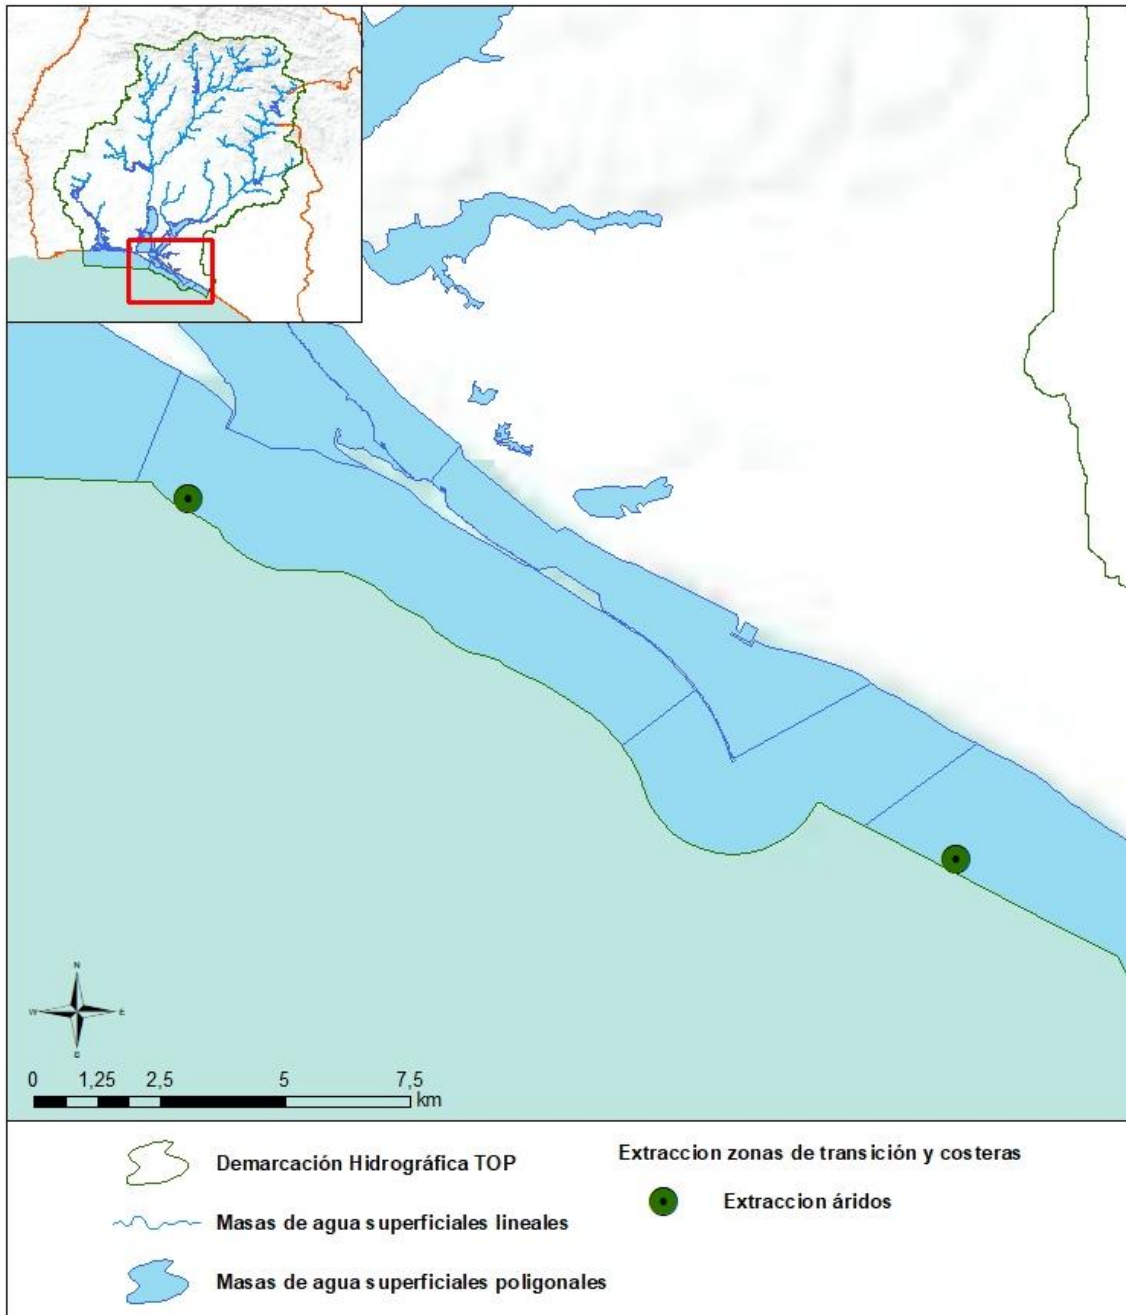 N
W E
S
0 1,25 2,5 5 7,5
km
Demarcación Hidrográfica TOP
Masas de agua superficiales lineales
Masas de agua superficiales poligonales
Extraccion zonas de transición y costeras
Extraccion áridos